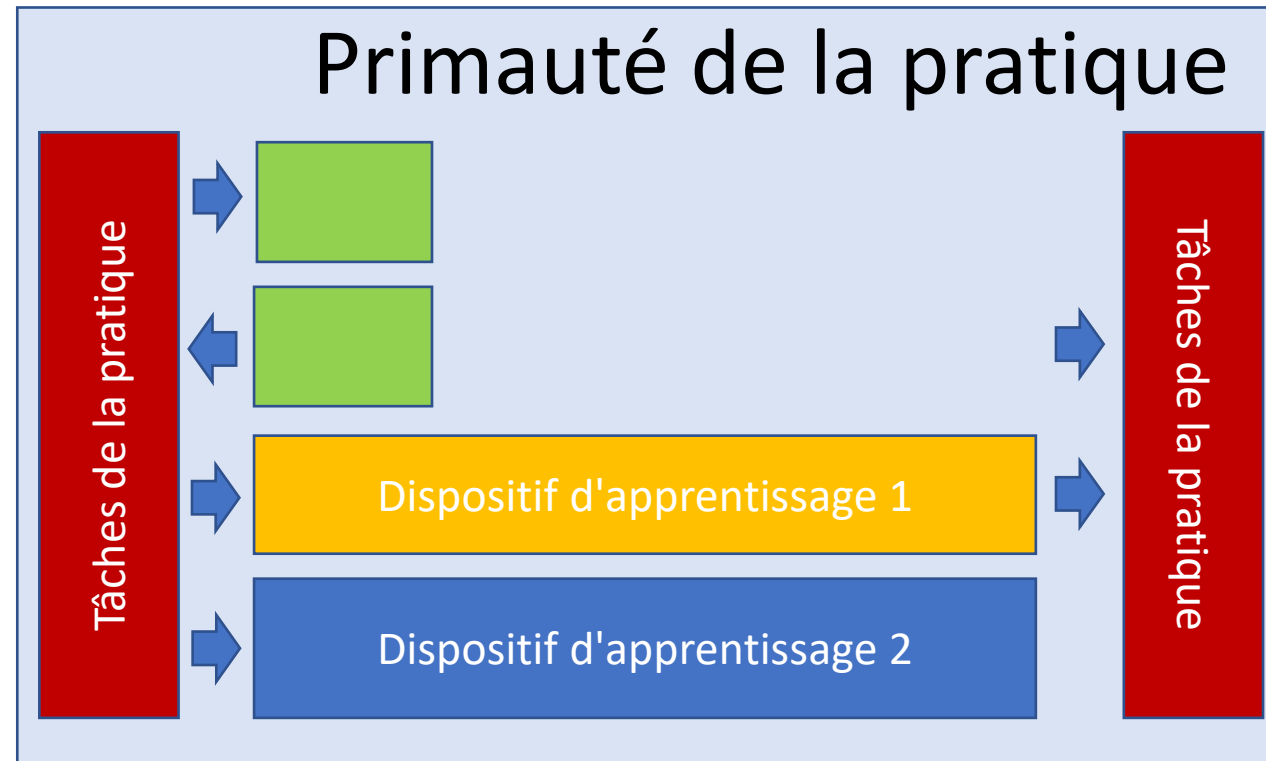 Primauté de la pratique
Tâches de la pratique
Dispositif d'apprentissage 1
Dispositif d'apprentissage 2
Tâches de la pratique